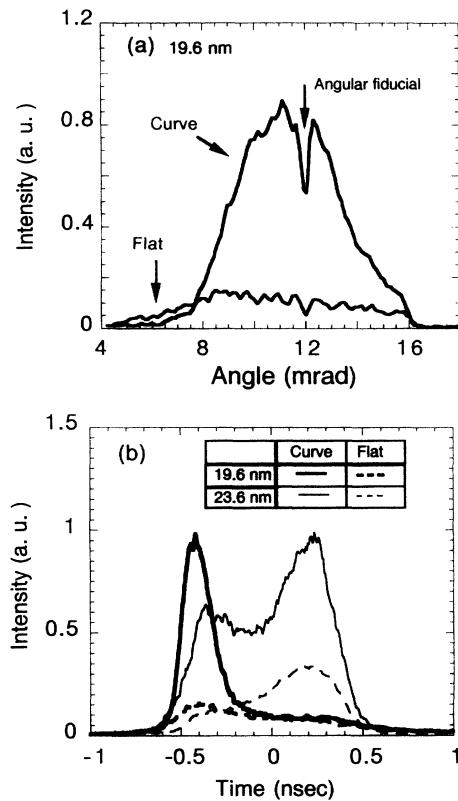 (a) 19.6 nm
Angular fiducial
Curve
Flat
Intensity (a. u.)
1.2
0.8
0.4
0
4 8 12 16
Angle (mrad)
(b)
Curve Flat
19.6 nm
23.6 nm
Intensity (a. u.)
1.5
1
0.5
0
-1 -0.5 0 0.5 1
Time (nsec)